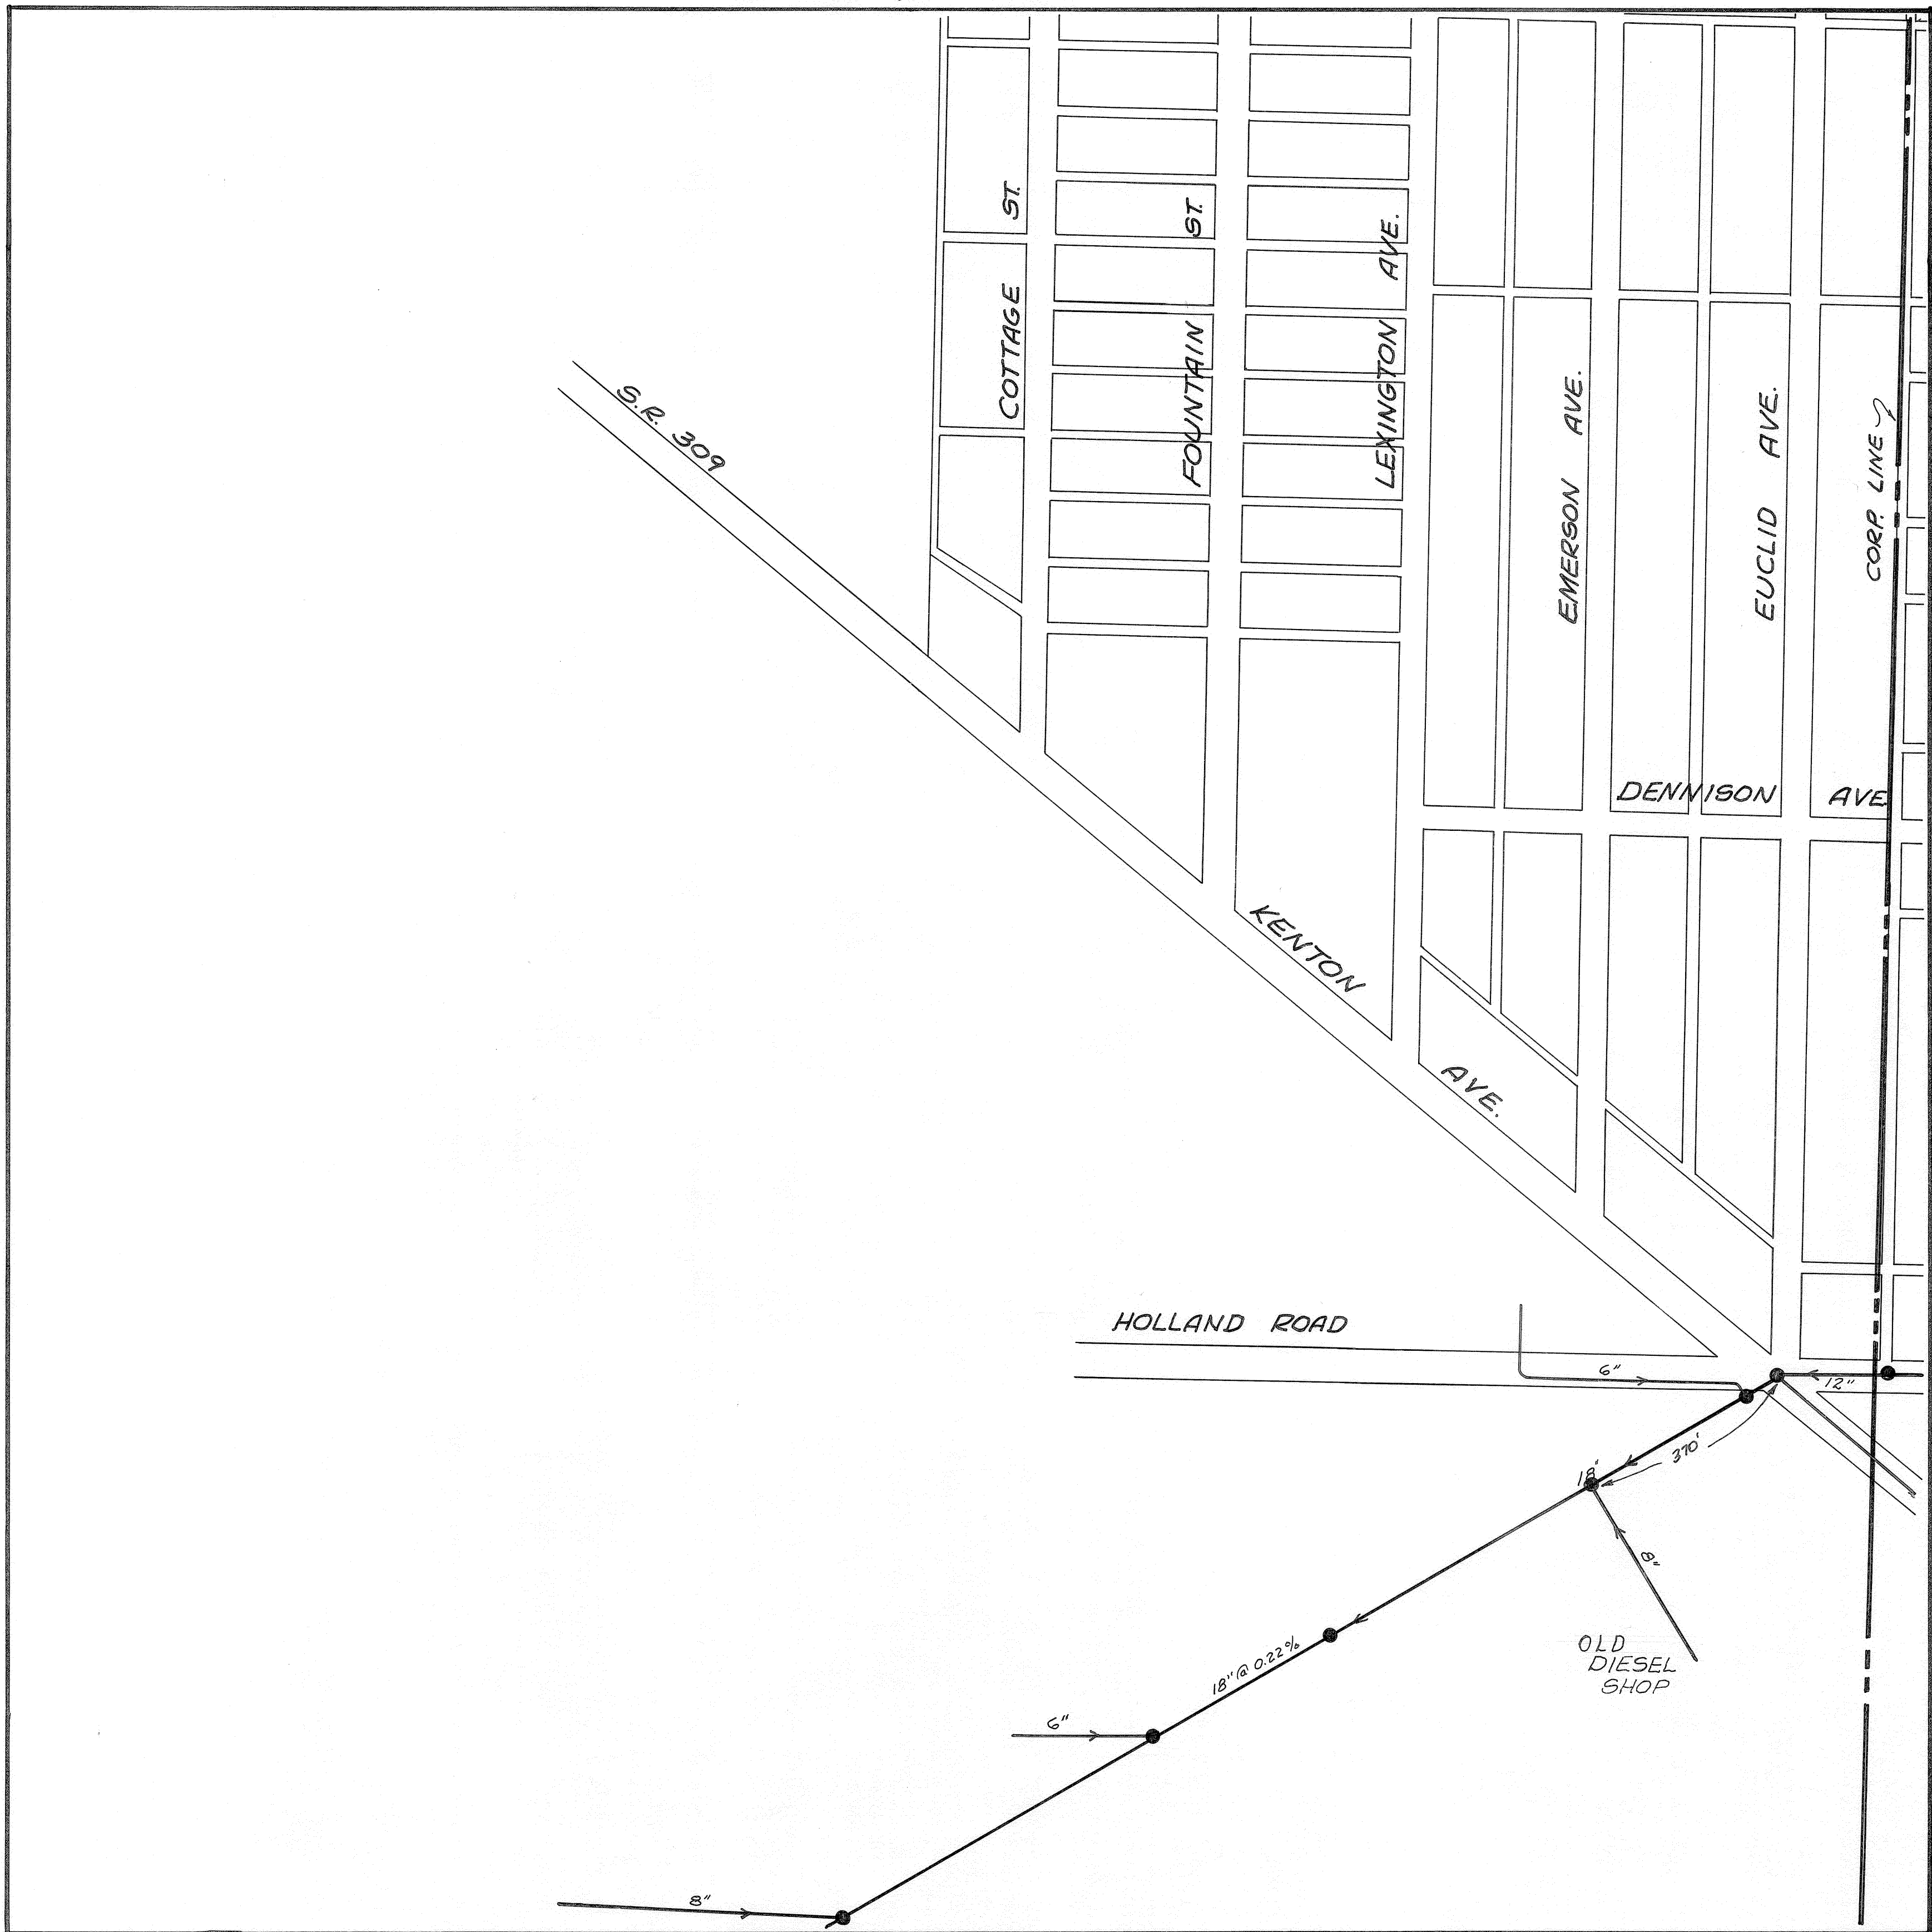 COTTAGE ST.
FOUNTAIN ST.
LEXINGTON AVE.
EMERSON AVE.
EUCLID AVE.
CORP. LINE
S.R. 309
DENNISON AVE
KENTON AVE.
HOLLAND ROAD
6"
12"
370'
18"
8"
OLD
DIESEL
SHOP
18" @ 0.22%
6"
8"